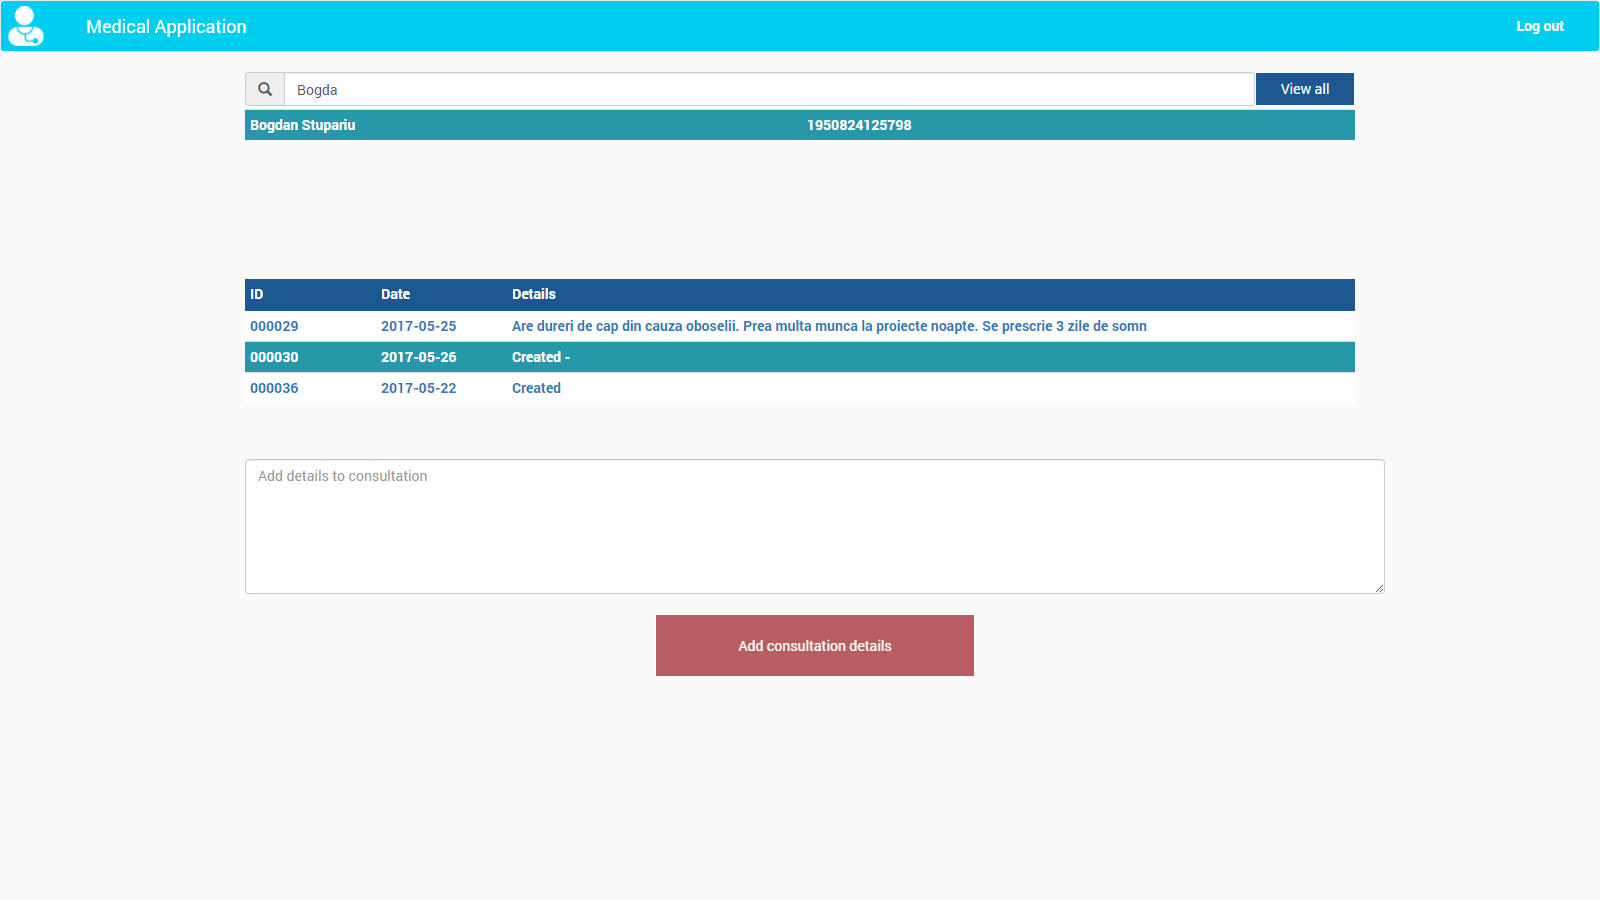 Medical Application Log out
Bogda View all
Bogdan Stupariu 1950824125798
ID Date Details
000029 2017-05-25 Are dureri de cap din cauza oboselii. Prea multa munca la proiecte noapte. Se prescrie 3 zile de somn
000030 2017-05-26 Created -
000036 2017-05-22 Created
Add details to consultation
Add consultation details